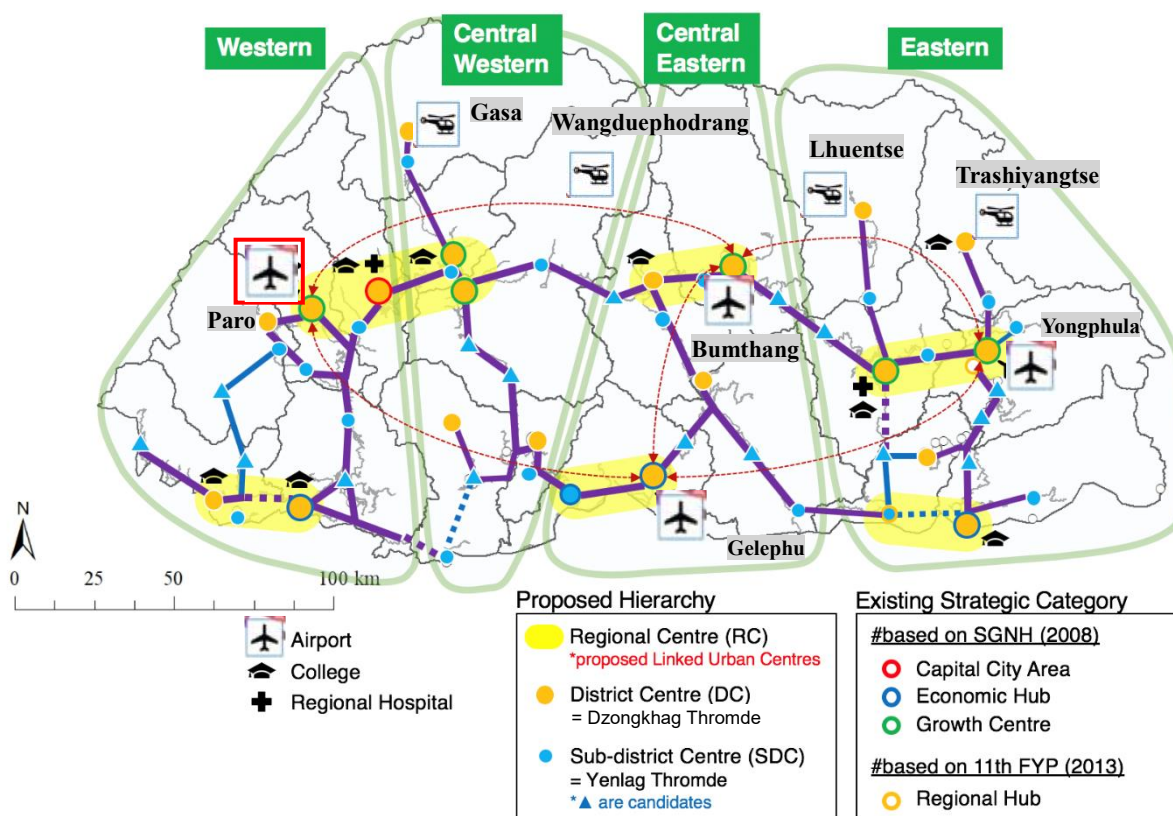 Western
Central
Western
Central
Eastern
Eastern
Gasa
Wangduephodrang
Lhuentse
Trashiyangtse
Paro
Bumthang
Yongphula
Gelephu
N
0 25 50 100 km
Airport
College
Regional Hospital
Proposed Hierarchy
Regional Centre (RC)
*proposed Linked Urban Centres
District Centre (DC)
= Dzongkhag Thromde
Sub-district Centre (SDC)
= Yenlag Thromde
*▲ are candidates
Existing Strategic Category
#based on SGNH (2008)
Capital City Area
Economic Hub
Growth Centre
#based on 11th FYP (2013)
Regional Hub